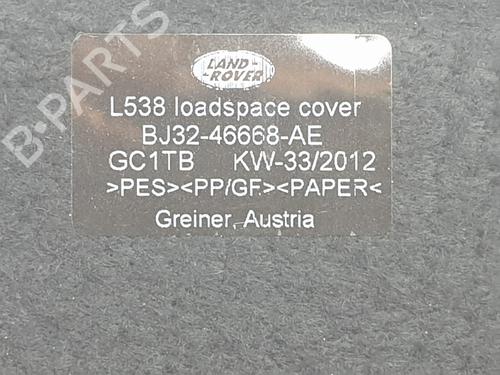 LAND
-ROVER
L538 loadspace cover
BJ32-46668-AE
GC1TB KW-33/2012
>PES><PP/GF><PAPER<
Greiner, Austria
B-PARTS